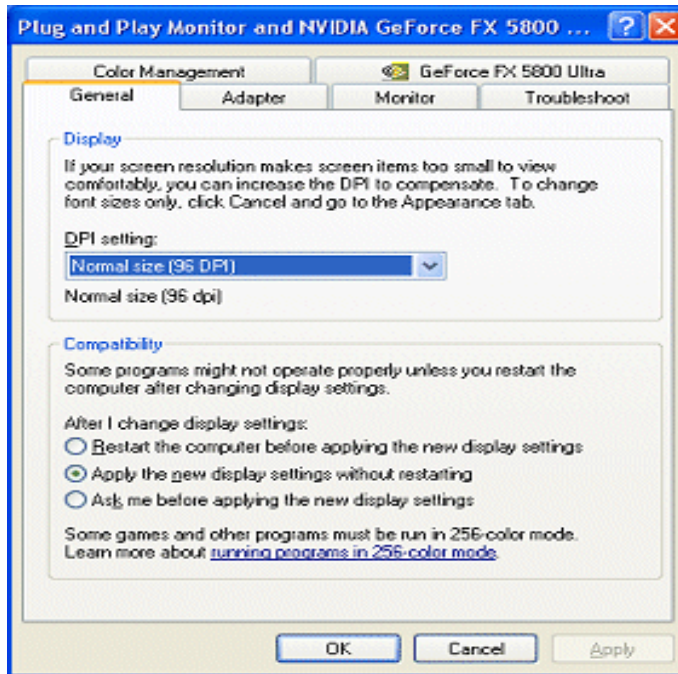 Plug and Play Monitor and NVIDIA GeForce FX 5800 ...
Color Management
GeForce FX 5800 Ultra
General
Adapter
Monitor
Troubleshoot
Display
If your screen resolution makes screen items too small to view
comfortably, you can increase the DPI to compensate. To change
font sizes only, click Cancel and go to the Appearance tab.
DPI setting:
Normal size (96 DPI)
Normal size (96 dpi)
Compatibility
Some programs might not operate properly unless you restart the
computer after changing display settings.
After I change display settings:
Restart the computer before applying the new display settings
Apply the new display settings without restarting
Ask me before applying the new display settings
Some games and other programs must be run in 256-color mode.
Learn more about running programs in 256-color mode.
OK
Cancel
Apply